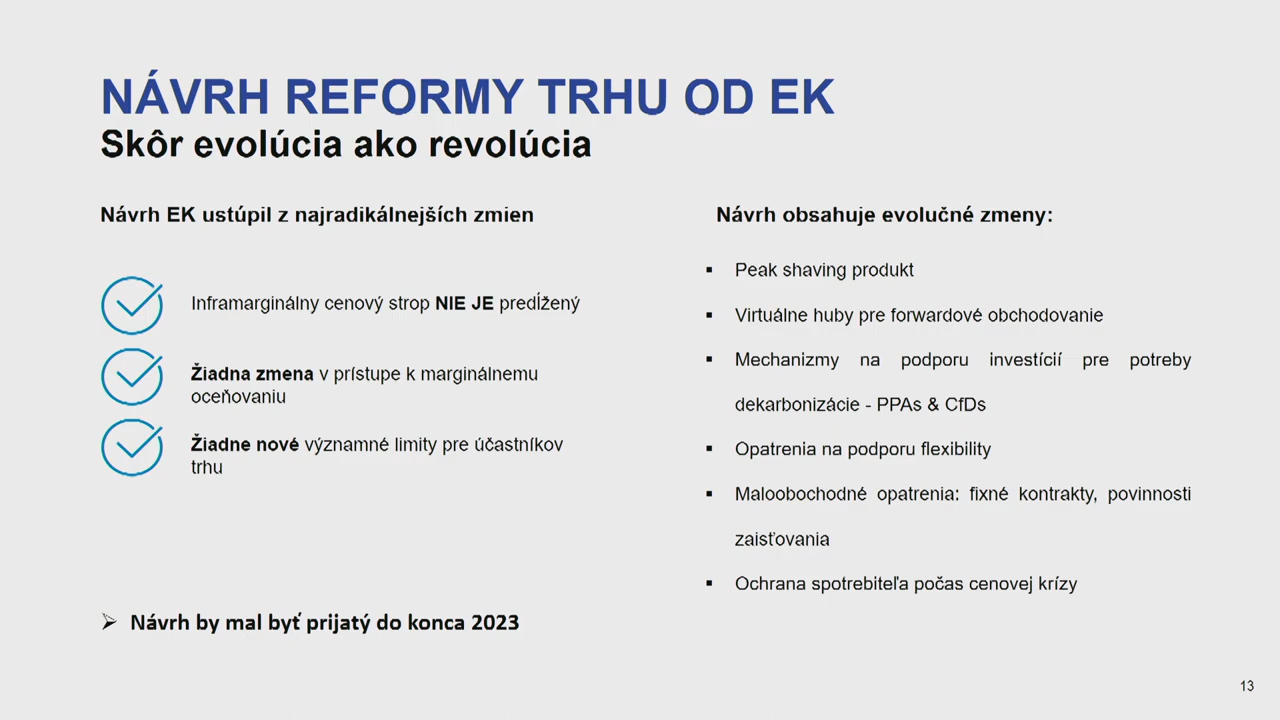 NÁVRH REFORMY TRHU OD EK
Skôr evolúcia ako revolúcia
Návrh EK ustúpil z najradikálnejších zmien
Inframarginálny cenový strop NIE JE predĺžený
Žiadna zmena v prístupe k marginálnemu
oceňovaniu
Žiadne nové významné limity pre účastníkov
trhu
Návrh by mal byť prijatý do konca 2023
Návrh obsahuje evolučné zmeny:
Peak shaving produkt
Virtuálne huby pre forwardové obchodovanie
Mechanizmy na podporu investícií pre potreby
dekarbonizácie - PPAs & CfDs
Opatrenia na podporu flexibility
Maloobochodné opatrenia: fixné kontrakty, povinnosti
zaisťovania
Ochrana spotrebiteľa počas cenovej krízy
13